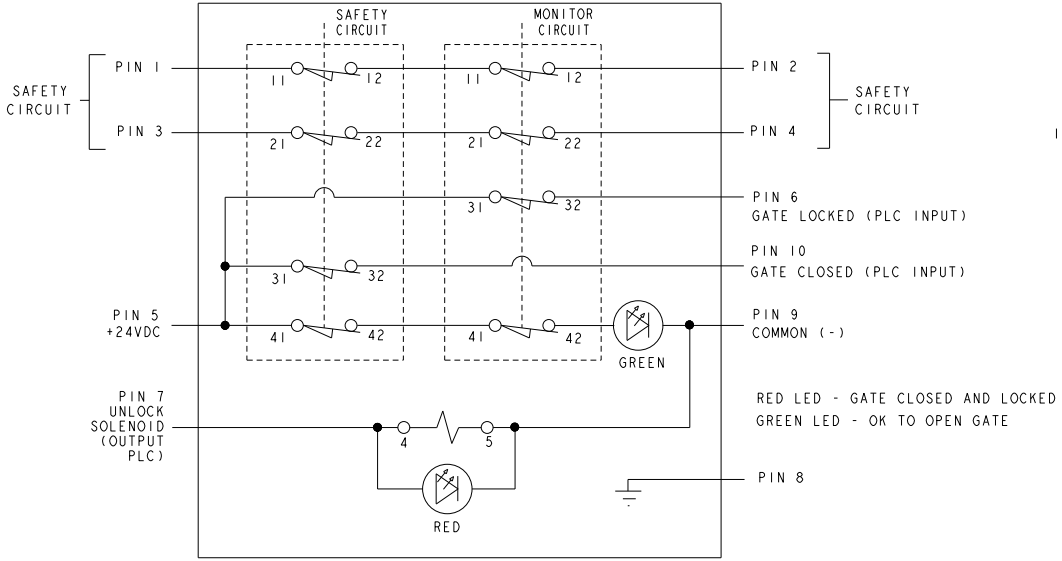 SAFETY
CIRCUIT
MONITOR
CIRCUIT
SAFETY
CIRCUIT
PIN 1
11
12
11
12
PIN 2
SAFETY
CIRCUIT
PIN 3
21
22
21
22
PIN 4
31
32
PIN 6
GATE LOCKED (PLC INPUT)
31
32
PIN 10
GATE CLOSED (PLC INPUT)
PIN 5
+24VDC
41
42
41
42
GREEN
PIN 9
COMMON (-)
PIN 7
UNLOCK
SOLENOID
(OUTPUT
PLC)
4
5
RED
RED LED - GATE CLOSED AND LOCKED
GREEN LED - OK TO OPEN GATE
PIN 8